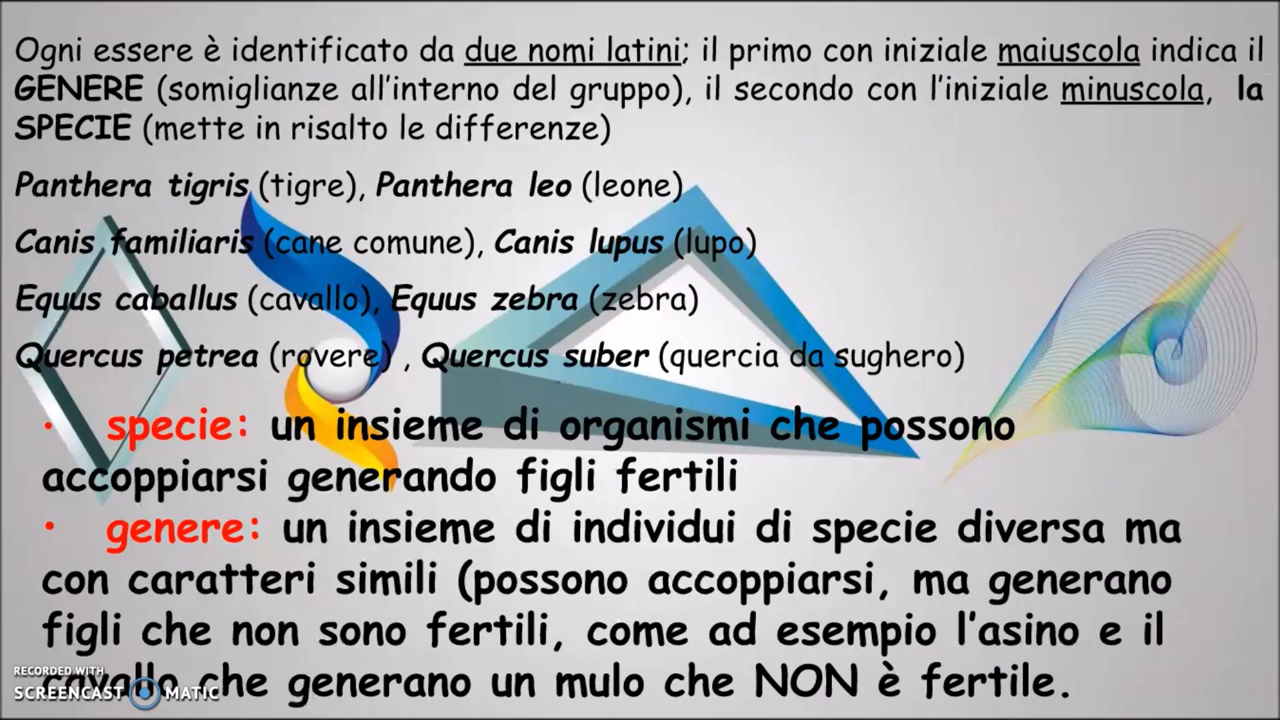 Ogni essere è identificato da due nomi latini; il primo con iniziale maiuscola indica il
GENERE (somiglianze all'interno del gruppo), il secondo con l'iniziale minuscola, la
SPECIE (mette in risalto le differenze)
Panthera tigris (tigre), Panthera leo (leone)
Canis familiaris (cane comune), Canis lupus (lupo)
Equus caballus (cavallo), Equus zebra (zebra)
Quercus petrea (rovere) , Quercus suber (quercia da sughero)
• specie: un insieme di organismi che possono
accoppiarsi generando figli fertili
• genere: un insieme di individui di specie diversa ma
con caratteri simili (possono accoppiarsi, ma generano
figli che non sono fertili, come ad esempio l'asino e il
cavallo che generano un mulo che NON è fertile.
RECORDED WITH
SCREENCAST MATIC